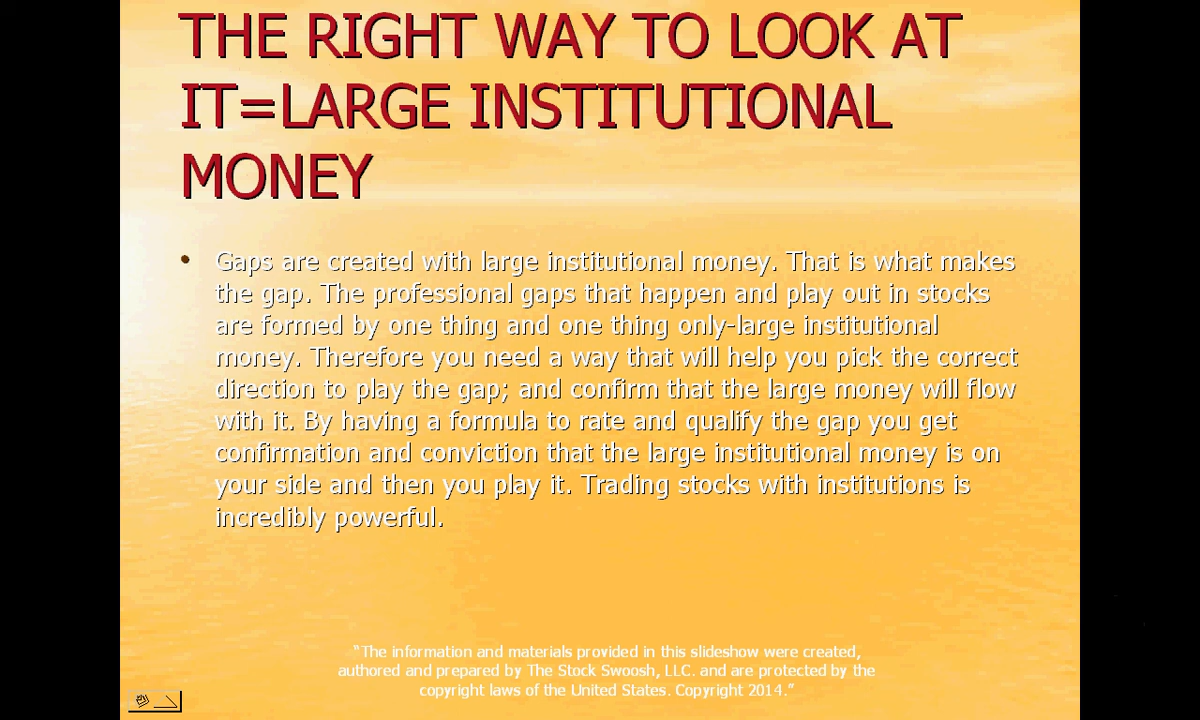 THE RIGHT WAY TO LOOK AT
IT=LARGE INSTITUTIONAL
MONEY
• Gaps are created with large institutional money. That is what makes
the gap. The professional gaps that happen and play out in stocks
are formed by one thing and one thing only-large institutional
money. Therefore you need a way that will help you pick the correct
direction to play the gap; and confirm that the large money will flow
with it. By having a formula to rate and qualify the gap you get
confirmation and conviction that the large institutional money is on
your side and then you play it. Trading stocks with institutions is
incredibly powerful.
"The information and materials provided in this slideshow were created,
authored and prepared by The Stock Swoosh, LLC. and are protected by the
copyright laws of the United States. Copyright 2014."